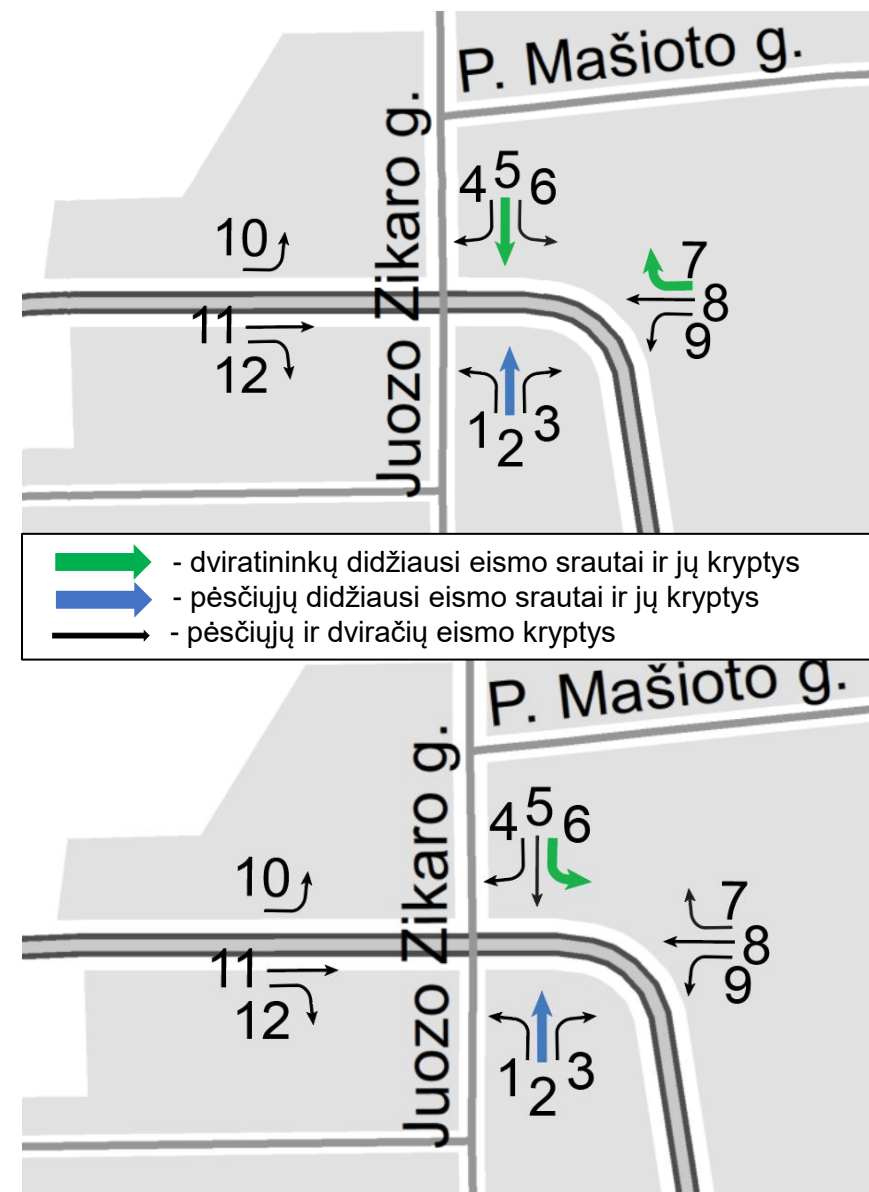 P. Mašioto g.
Juozo Zikaro g.
4 5 6
10
7
8
9
11
12
1 2 3
- dviratininkų didžiausi eismo srautai ir jų kryptys
- pėsčiųjų didžiausi eismo srautai ir jų kryptys
- pėsčiųjų ir dviračių eismo kryptys
P. Mašioto g.
Juozo Zikaro g.
4 5 6
10
7
8
9
11
12
1 2 3